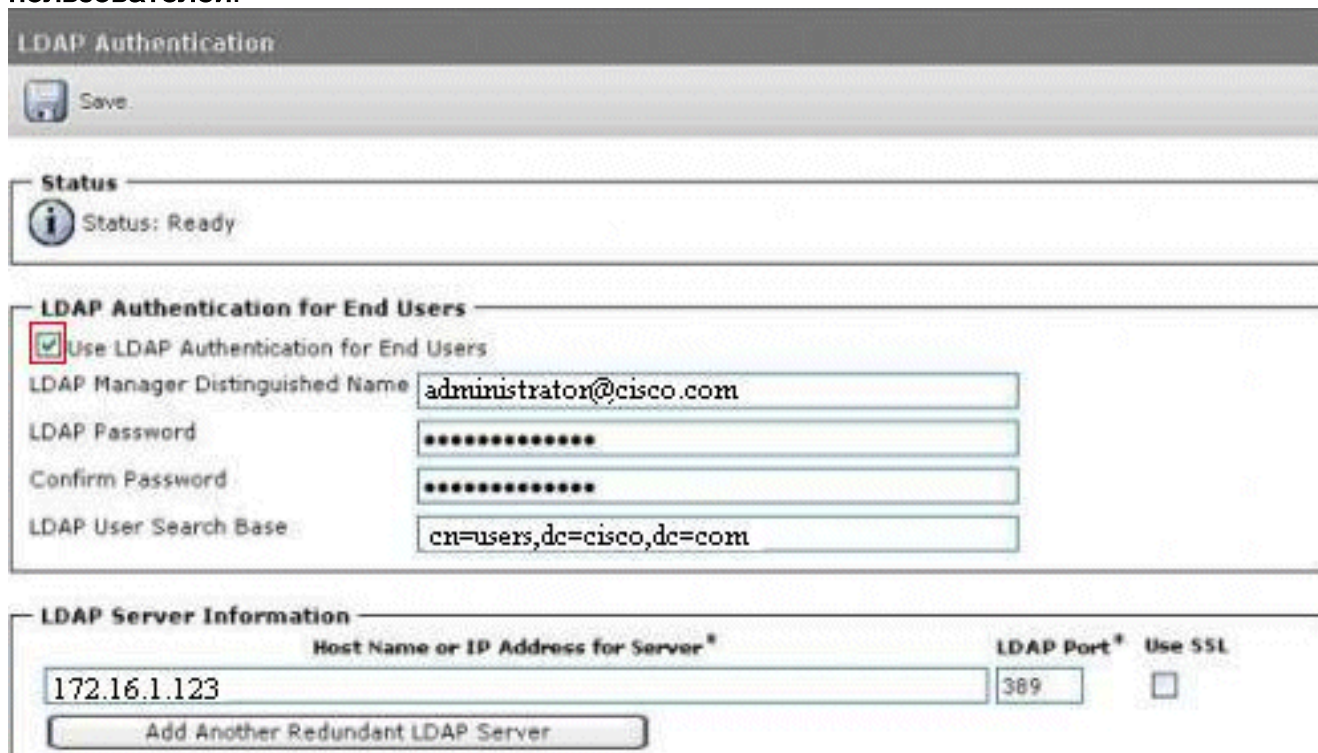 пользователей.
LDAP Authentication
Save
Status
Status: Ready
LDAP Authentication for End Users
Use LDAP Authentication for End Users
LDAP Manager Distinguished Name administrator@cisco.com
LDAP Password •••••••••••••
Confirm Password •••••••••••••
LDAP User Search Base cn=users,dc=cisco,dc=com
LDAP Server Information
Host Name or IP Address for Server* LDAP Port* Use SSL
172.16.1.123 389
Add Another Redundant LDAP Server